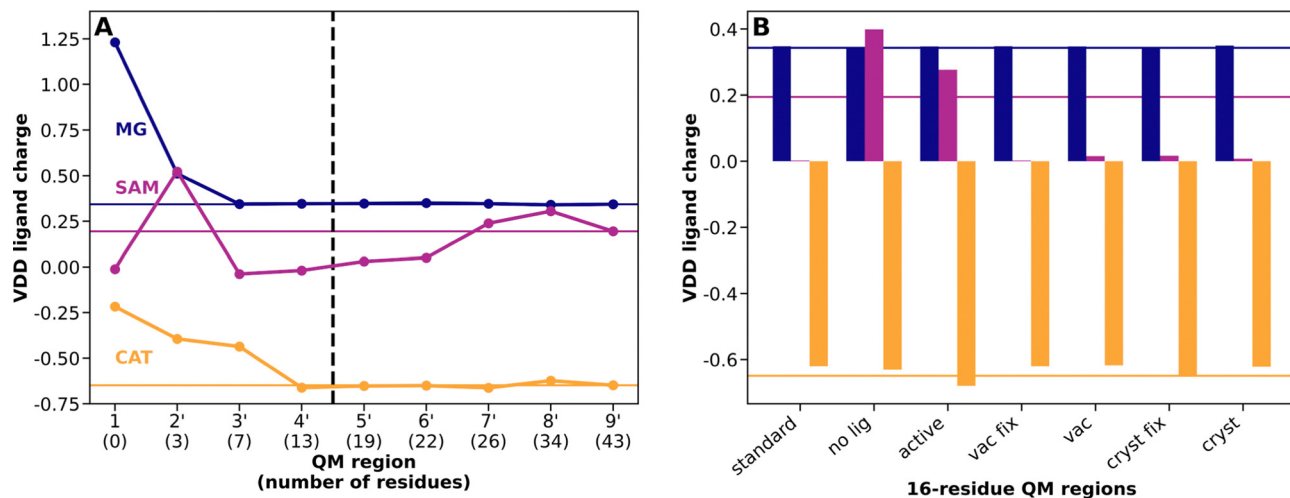 A
VDD ligand charge
1.25
1.00
0.75
0.50
0.25
0.00
-0.25
-0.50
-0.75
MG
SAM
CAT
1 2' 3' 4' 5' 6' 7' 8' 9'
(0) (3) (7) (13) (19) (22) (26) (34) (43)
QM region
(number of residues)
B
VDD ligand charge
0.4
0.2
0.0
-0.2
-0.4
-0.6
standard no lig active vac fix vac cryst fix cryst
16-residue QM regions